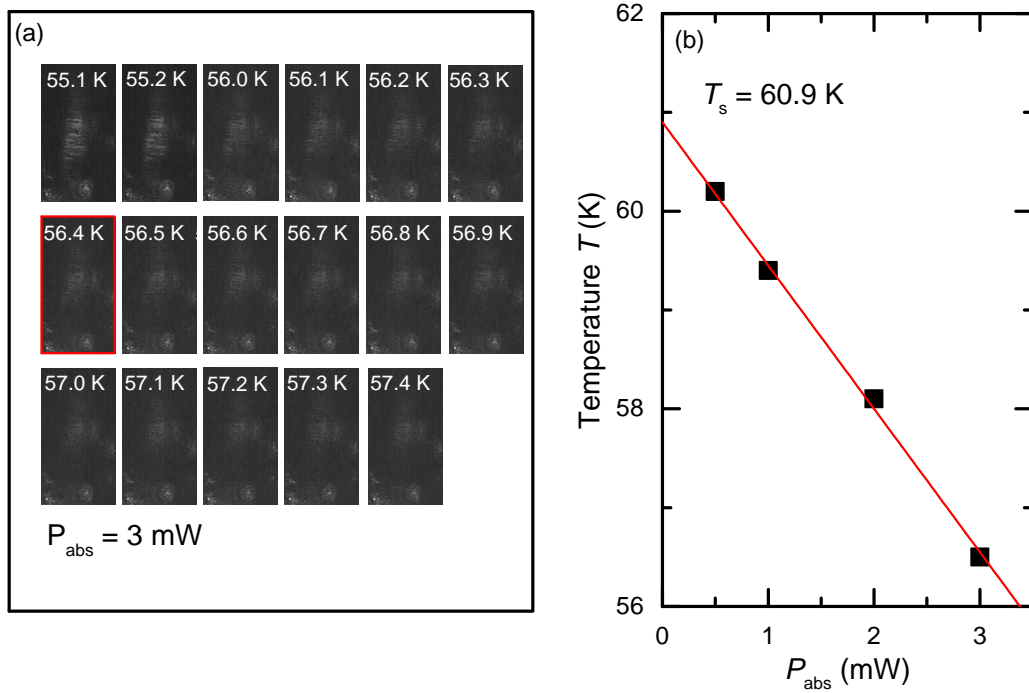 (a)
55.1 K 55.2 K 56.0 K 56.1 K 56.2 K 56.3 K
56.4 K 56.5 K 56.6 K 56.7 K 56.8 K 56.9 K
57.0 K 57.1 K 57.2 K 57.3 K 57.4 K
P_abs = 3 mW
(b)
T_s = 60.9 K
62
60
58
56
Temperature T (K)
0 1 2 3
P_abs (mW)